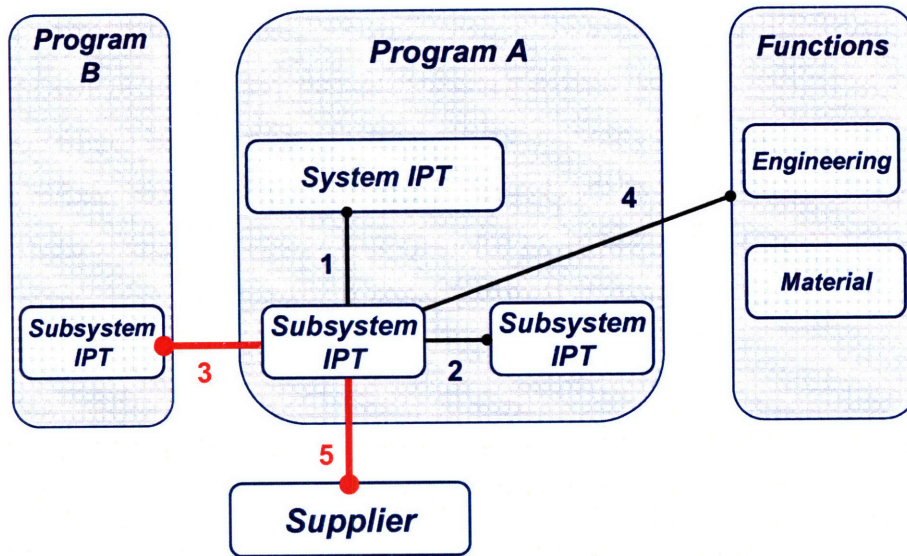 Program
B
Program A
Functions
System IPT
Engineering
4
1
Material
Subsystem
IPT
3
Subsystem
IPT
2
Subsystem
IPT
5
Supplier